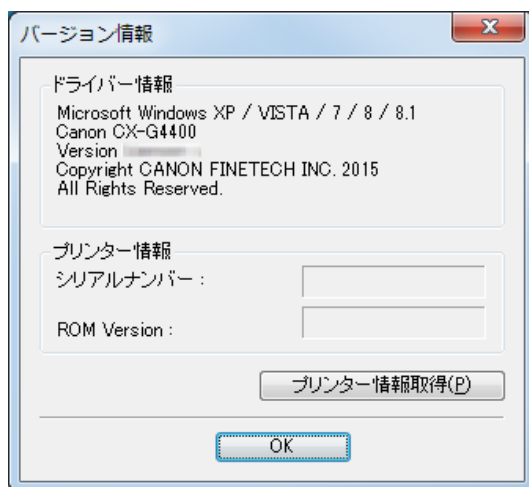 バージョン情報
ドライバー情報
Microsoft Windows XP / VISTA / 7 / 8 / 8.1
Canon CX-G4400
Version
Copyright CANON FINETECH INC. 2015
All Rights Reserved.
プリンター情報
シリアルナンバー :
ROM Version :
プリンター情報取得(P)
OK